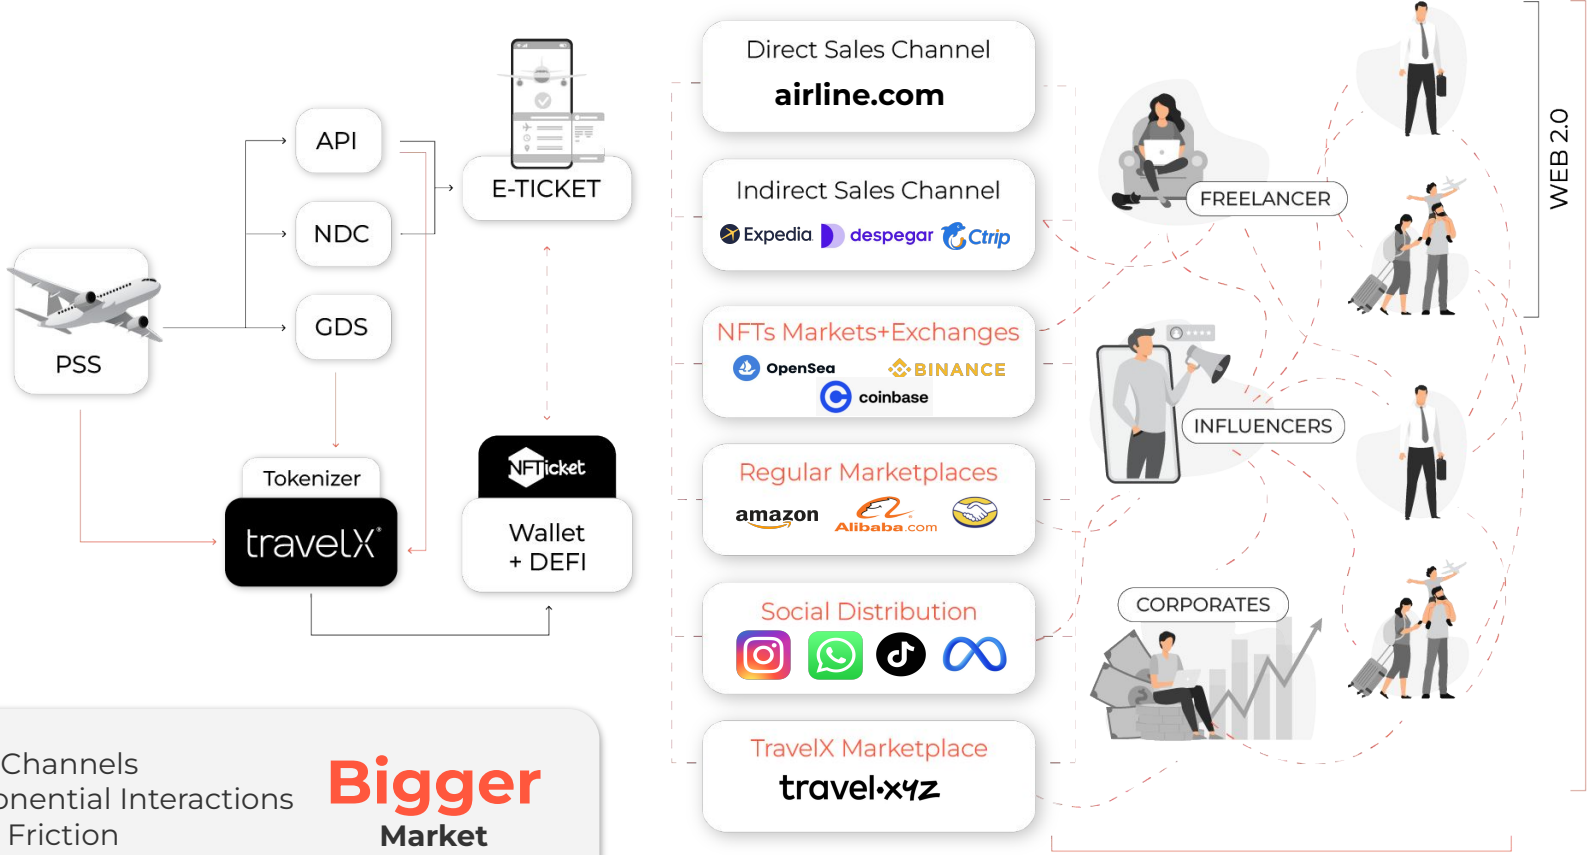 PSS
API
NDC
GDS
E-TICKET
Tokenizer
travelX®
NFTicket
Wallet
+ DEFI
Direct Sales Channel
airline.com
Indirect Sales Channel
Expedia despegar Ctrip
NFTs Markets+Exchanges
OpenSea BINANCE
coinbase
Regular Marketplaces
amazon Alibaba.com
Social Distribution
TravelX Marketplace
travel·xyz
FREELANCER
INFLUENCERS
CORPORATES
WEB 2.0
Channels
onential Interactions
Friction
Bigger
Market